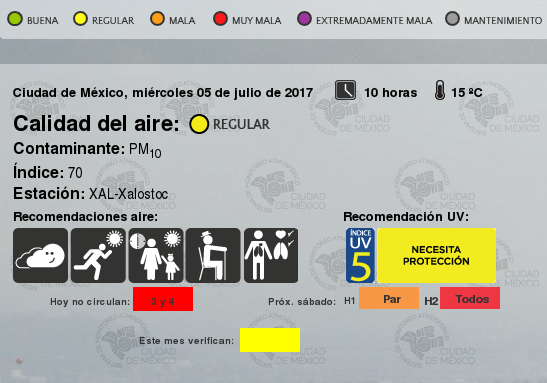 BUENA REGULAR MALA MUY MALA EXTREMADAMENTE MALA MANTENIMIENTO
Ciudad de México, miércoles 05 de julio de 2017 10 horas 15 ºC
Calidad del aire: REGULAR
Contaminante: PM10
Índice: 70
Estación: XAL-Xalostoc
Recomendaciones aire: Recomendación UV:
ÍNDICE UV 5 NECESITA PROTECCIÓN
Hoy no circulan: 3 y 4 Próx. sábado: H1 Par H2 Todos
Este mes verifican: